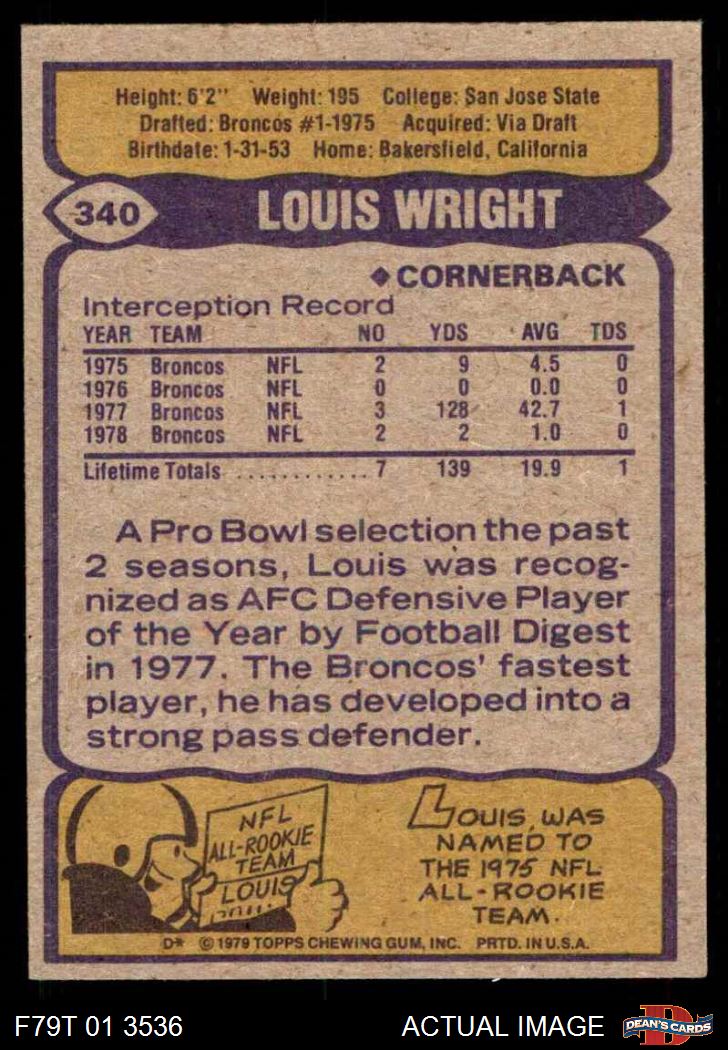 Height: 6'2" Weight: 195 College: San Jose State
Drafted: Broncos #1-1975 Acquired: Via Draft
Birthdate: 1-31-53 Home: Bakersfield, California
340 LOUIS WRIGHT
◆ CORNERBACK
Interception Record
YEAR TEAM NO YDS AVG TDS
1975 Broncos NFL 2 9 4.5 0
1976 Broncos NFL 0 0 0.0 0
1977 Broncos NFL 3 128 42.7 1
1978 Broncos NFL 2 2 1.0 0
Lifetime Totals ............ 7 139 19.9 1
A Pro Bowl selection the past
2 seasons, Louis was recog-
nized as AFC Defensive Player
of the Year by Football Digest
in 1977. The Broncos' fastest
player, he has developed into a
strong pass defender.
NFL
ALL-ROOKIE
TEAM
LOUIS
LOUIS WAS
NAMED TO
THE 1975 NFL
ALL-ROOKIE
TEAM.
D* © 1979 TOPPS CHEWING GUM, INC. PRTD. IN U.S.A.
F79T 01 3536 ACTUAL IMAGE
DEAN'S CARDS